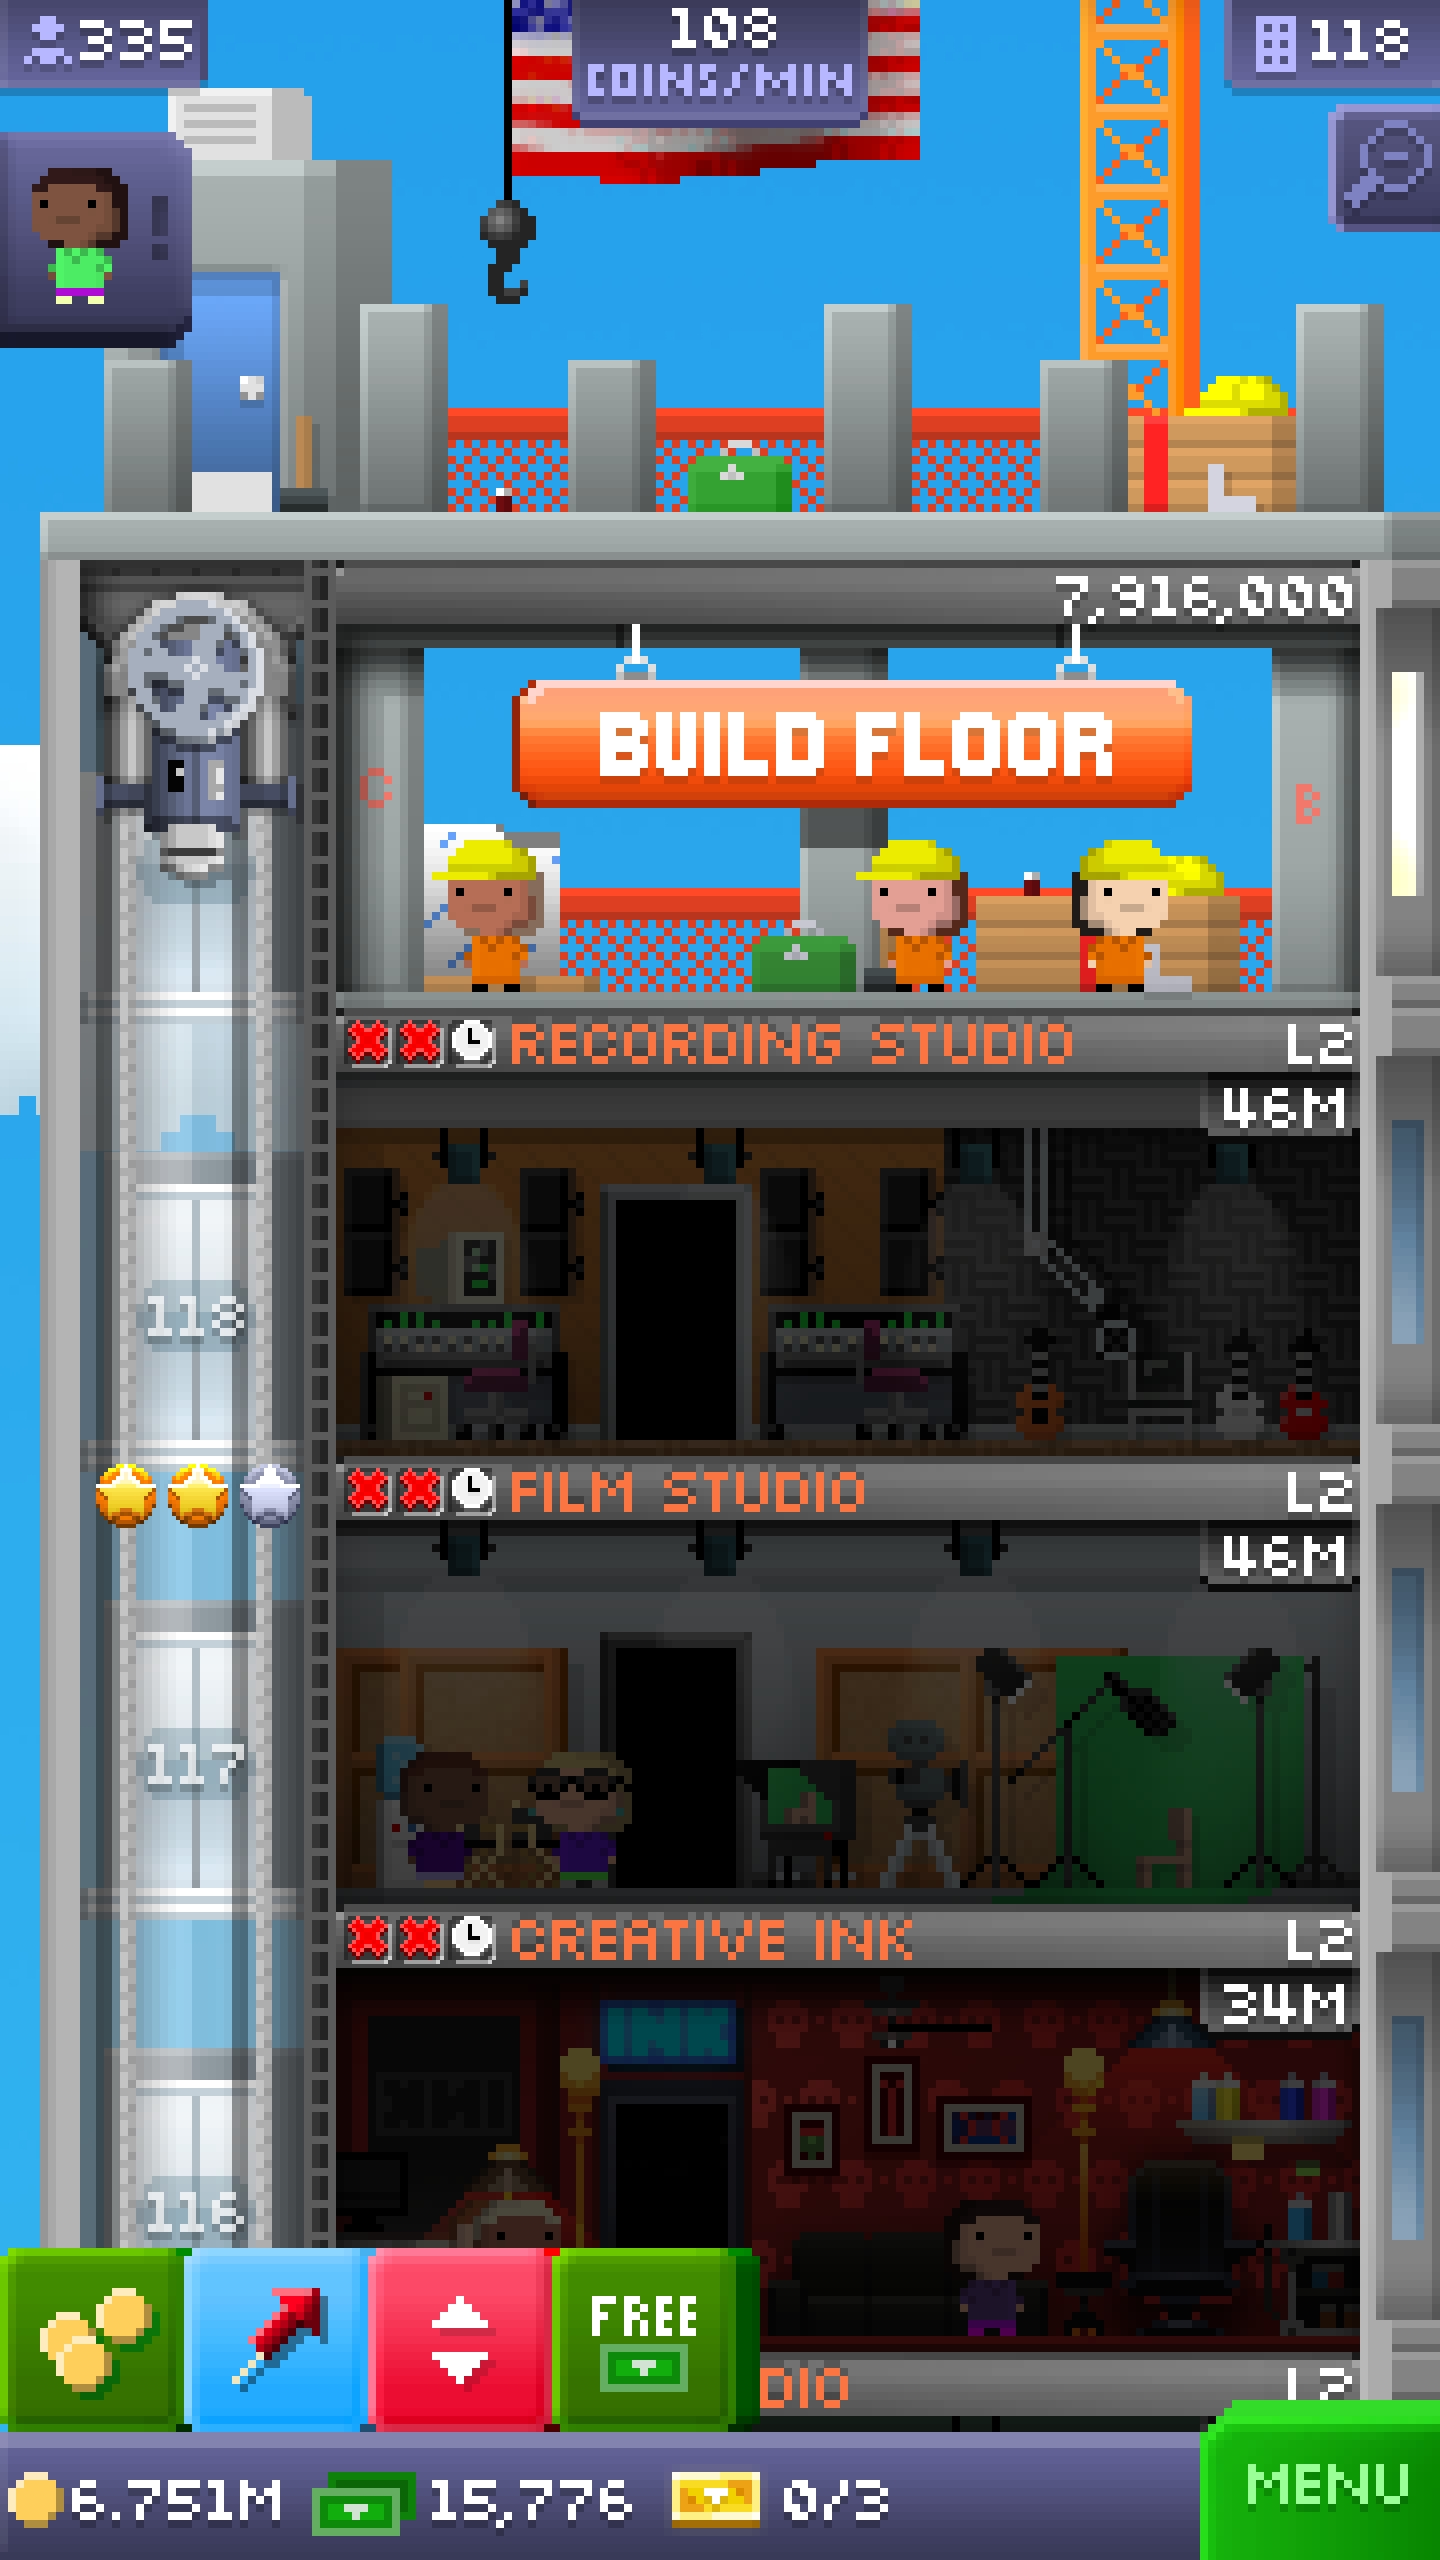 335
108
COINS/MIN
118
7,916,000
BUILD FLOOR
C
B
RECORDING STUDIO L2
46M
118
FILM STUDIO L2
46M
117
CREATIVE INK L2
34M
INK
116
FREE
DIO L2
6.751M 15,776 0/3
MENU